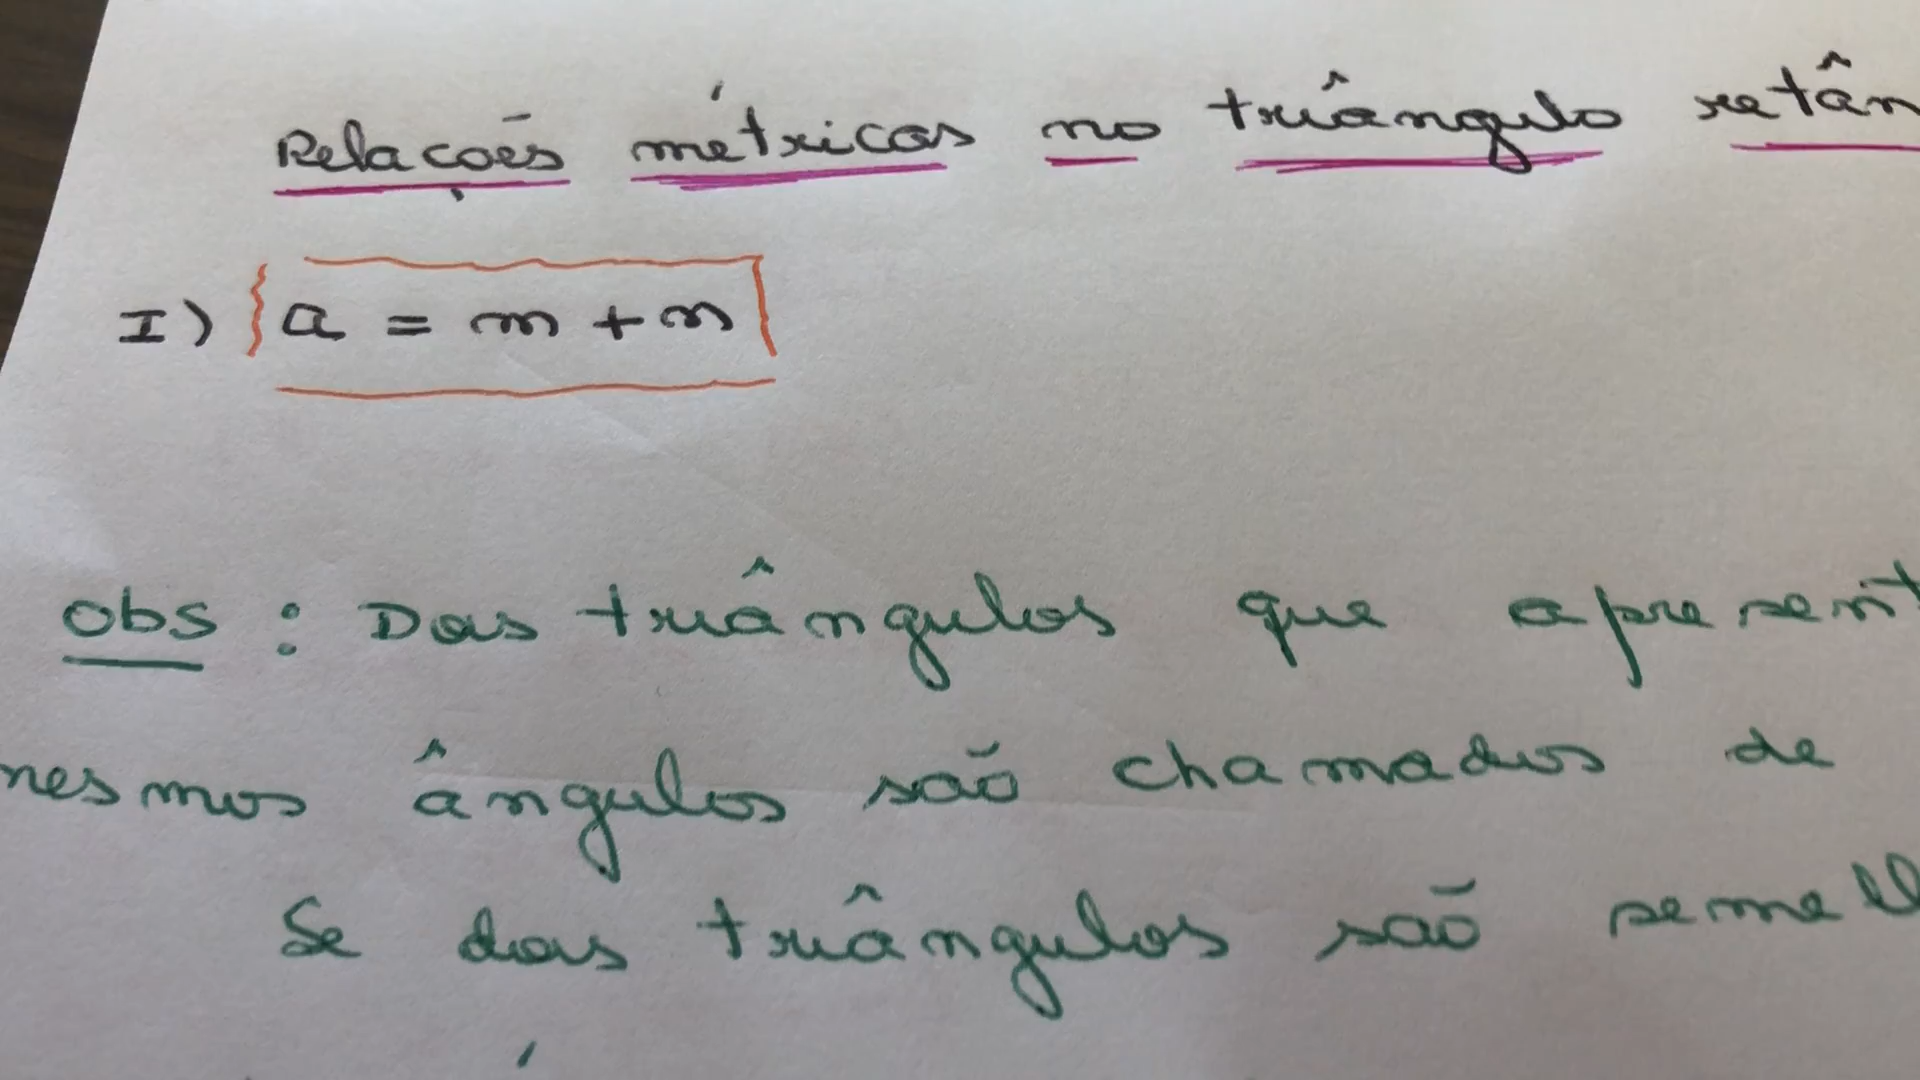 Relações métricas no triângulo retân
I) a = m + n
Obs : Dois triângulos que apresent
mesmos ângulos são chamados de
Se dois triângulos são semelh